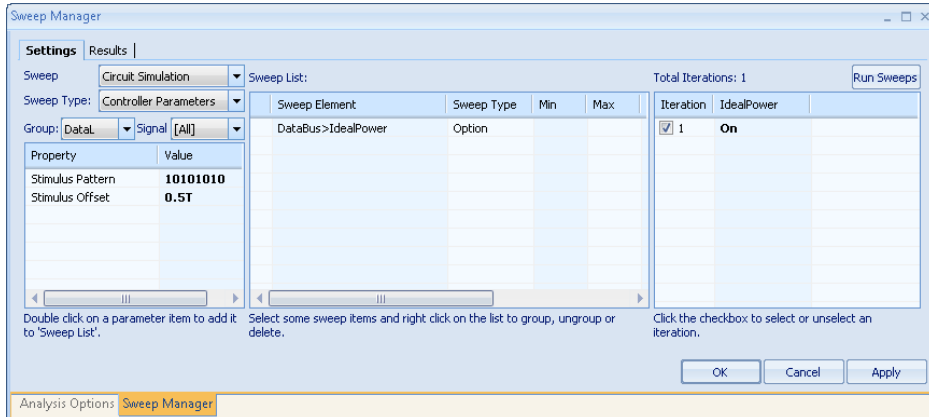 Sweep Manager
Settings Results
Sweep Circuit Simulation Sweep List: Total Iterations: 1 Run Sweeps
Sweep Type: Controller Parameters Sweep Element Sweep Type Min Max Iteration IdealPower
Group: DataL Signal [All] DataBus>IdealPower Option 1 On
Property Value
Stimulus Pattern 10101010
Stimulus Offset 0.5T
Double click on a parameter item to add it Select some sweep items and right click on the list to group, ungroup or Click the checkbox to select or unselect an
to 'Sweep List'. delete. iteration.
OK Cancel Apply
Analysis Options Sweep Manager